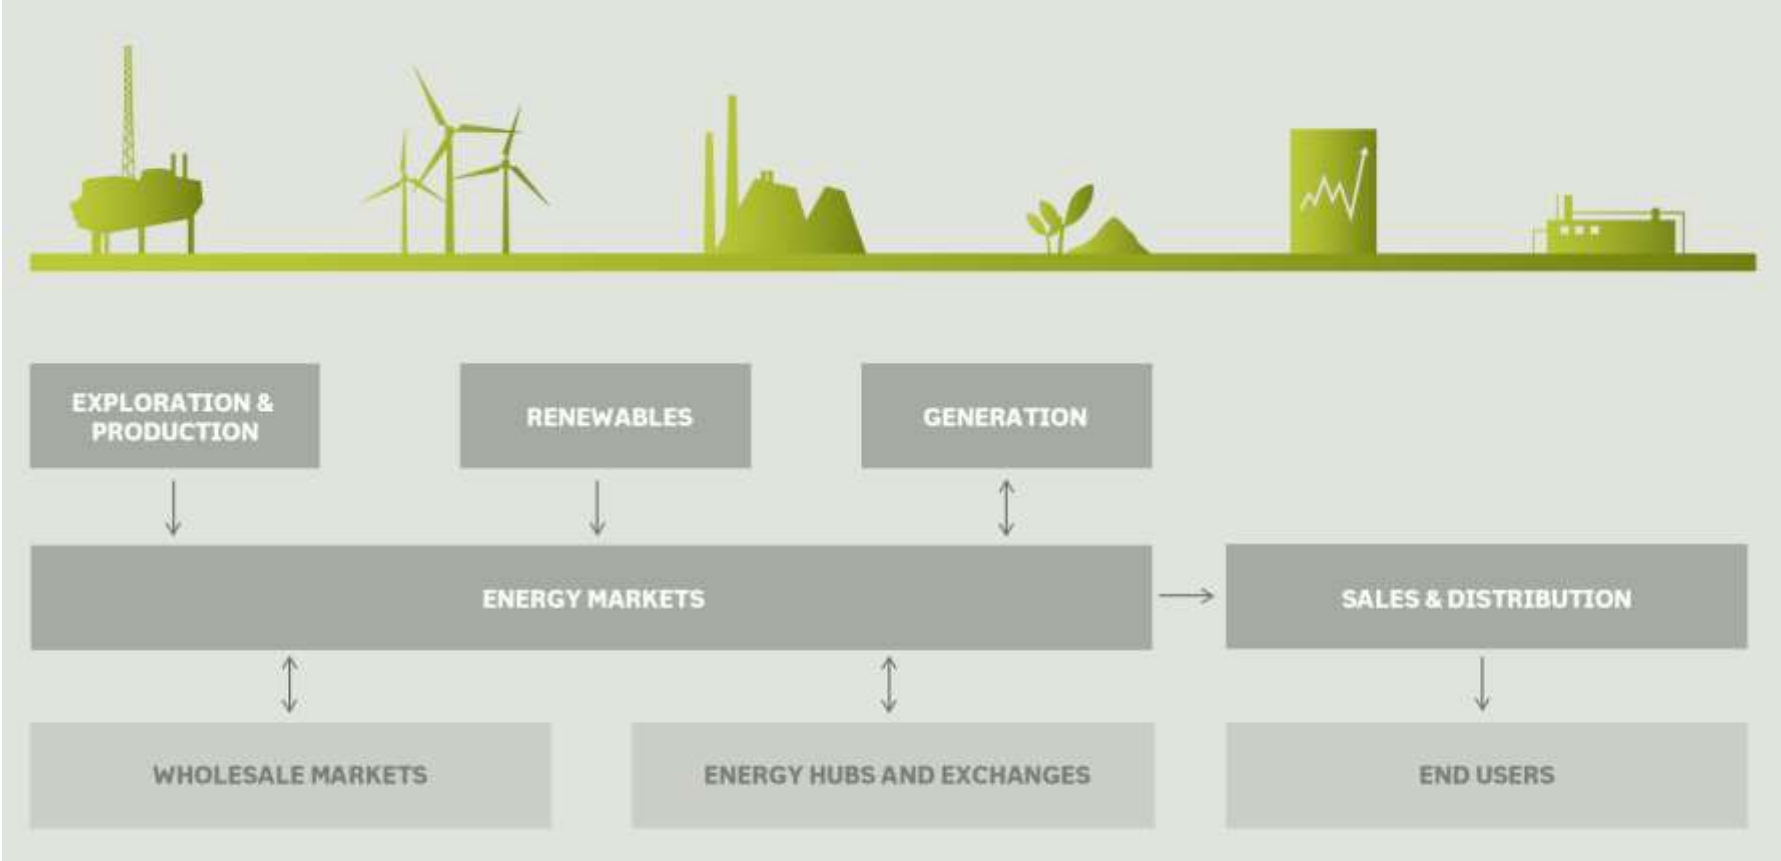 EXPLORATION &
PRODUCTION
RENEWABLES
GENERATION
ENERGY MARKETS
SALES & DISTRIBUTION
WHOLESALE MARKETS
ENERGY HUBS AND EXCHANGES
END USERS